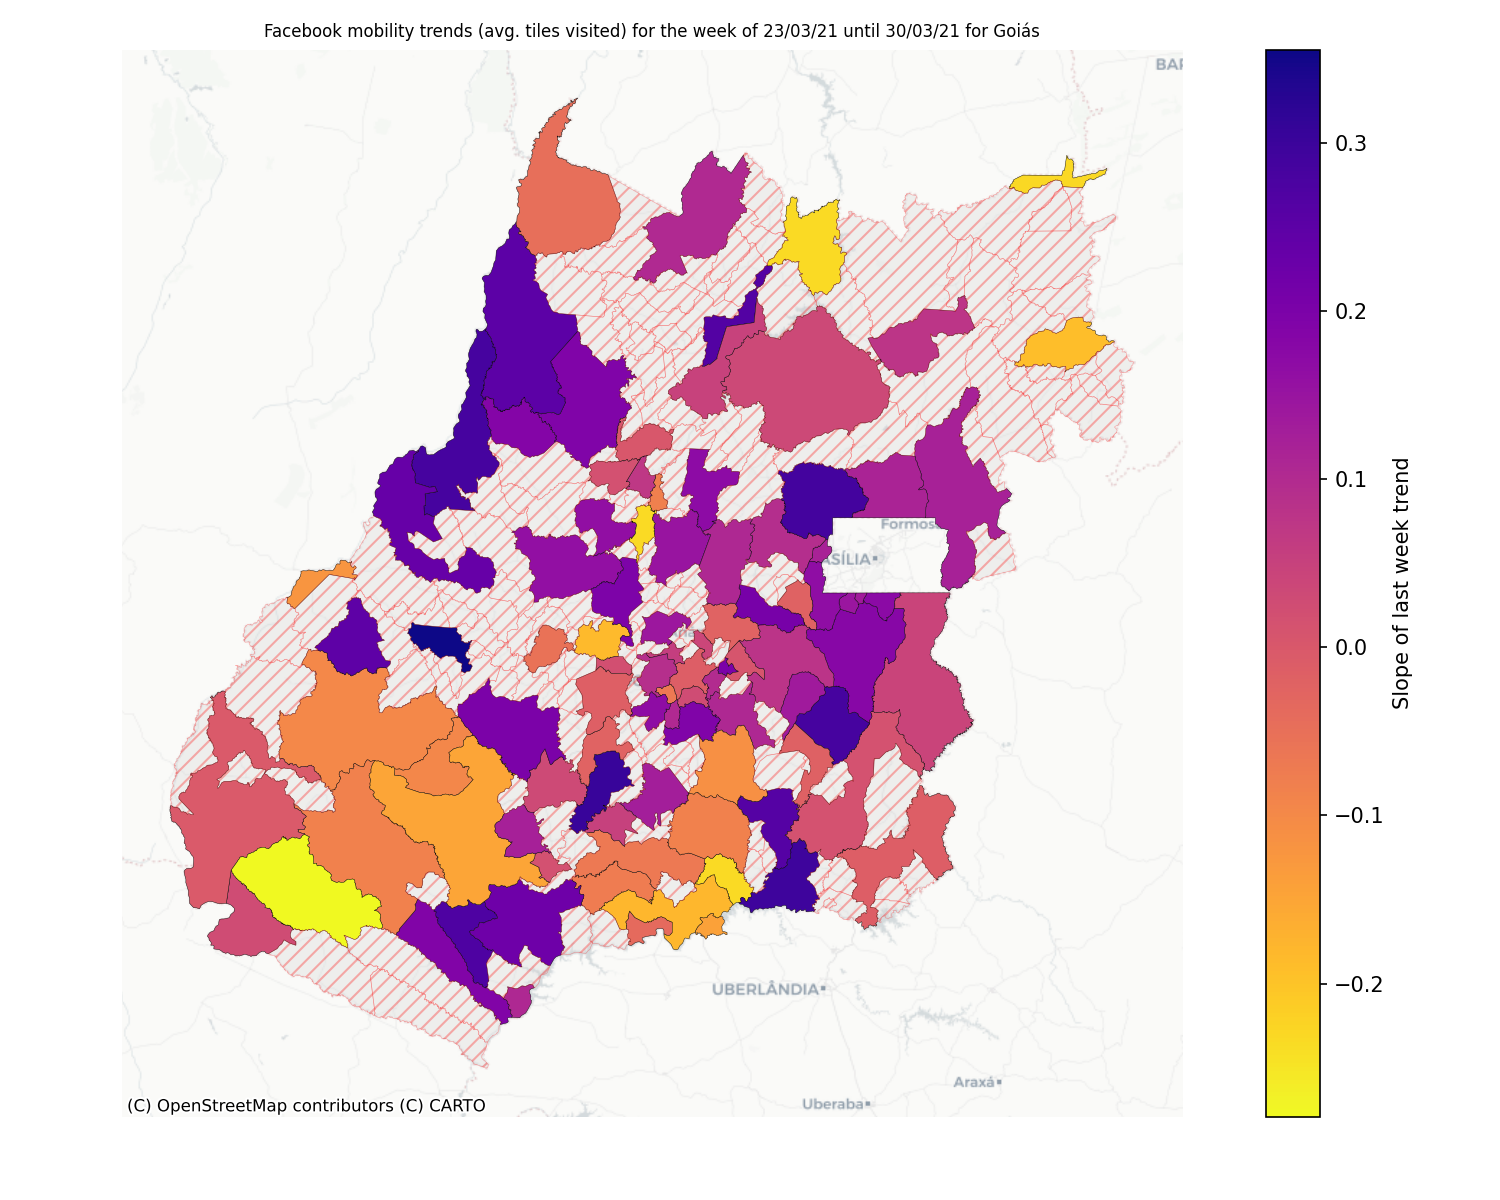 Facebook mobility trends (avg. tiles visited) for the week of 23/03/21 until 30/03/21 for Goiás
BAR
0.3
0.2
0.1
0.0
−0.1
−0.2
Slope of last week trend
Formos
ASÍLIA
UBERLÂNDIA
Araxá
Uberaba
(C) OpenStreetMap contributors (C) CARTO